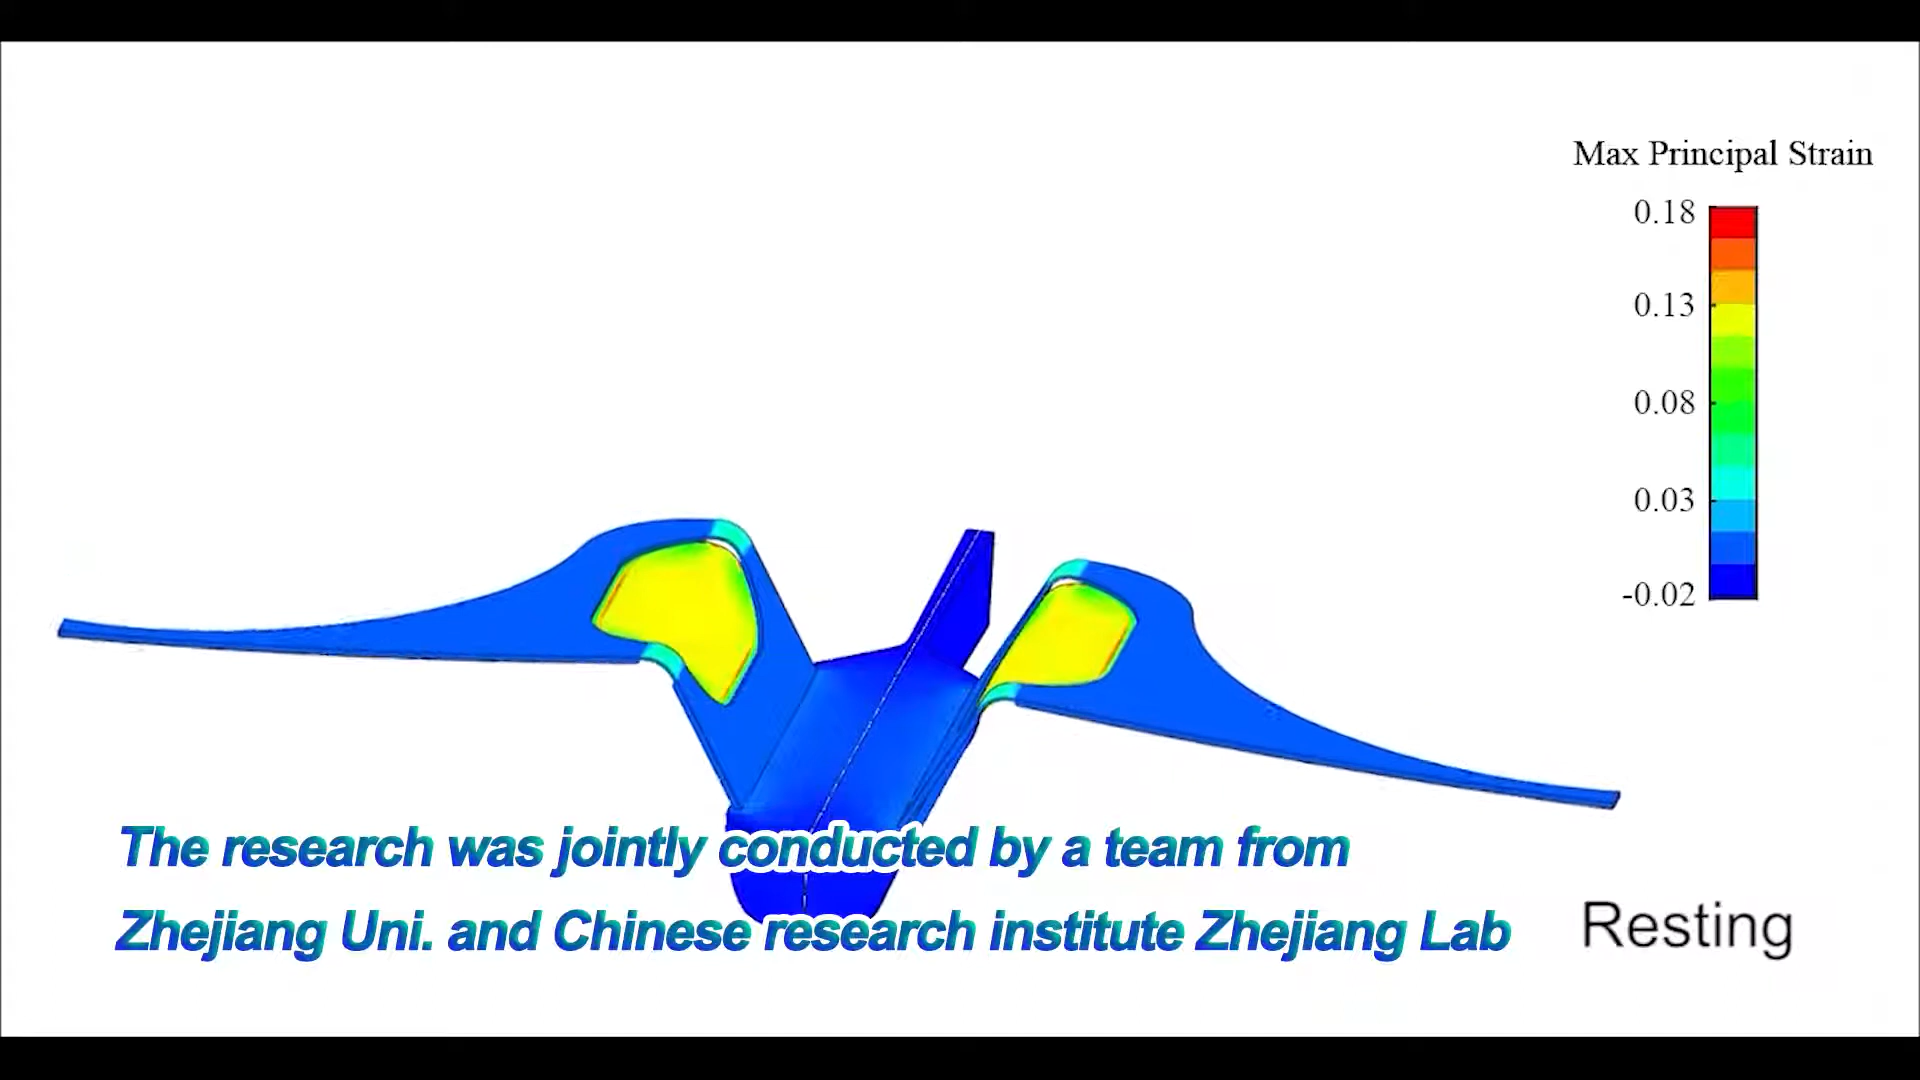 Max Principal Strain
0.18
0.13
0.08
0.03
-0.02
The research was jointly conducted by a team from
Zhejiang Uni. and Chinese research institute Zhejiang Lab
Resting